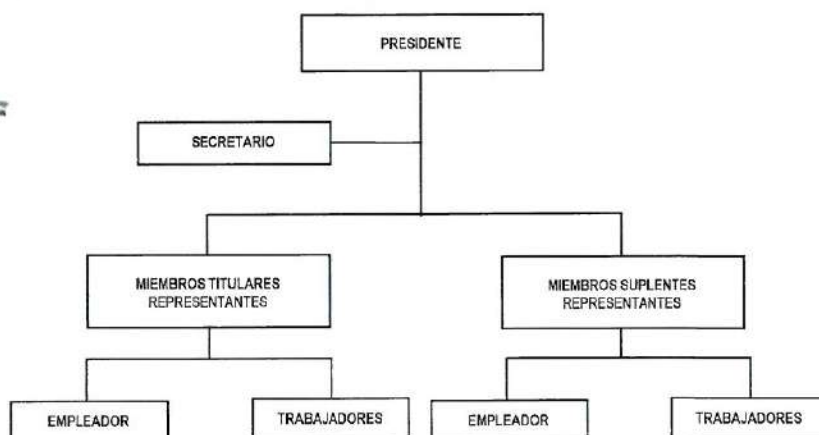 PRESIDENTE
SECRETARIO
MIEMBROS TITULARES
REPRESENTANTES
MIEMBROS SUPLENTES
REPRESENTANTES
EMPLEADOR
TRABAJADORES
EMPLEADOR
TRABAJADORES